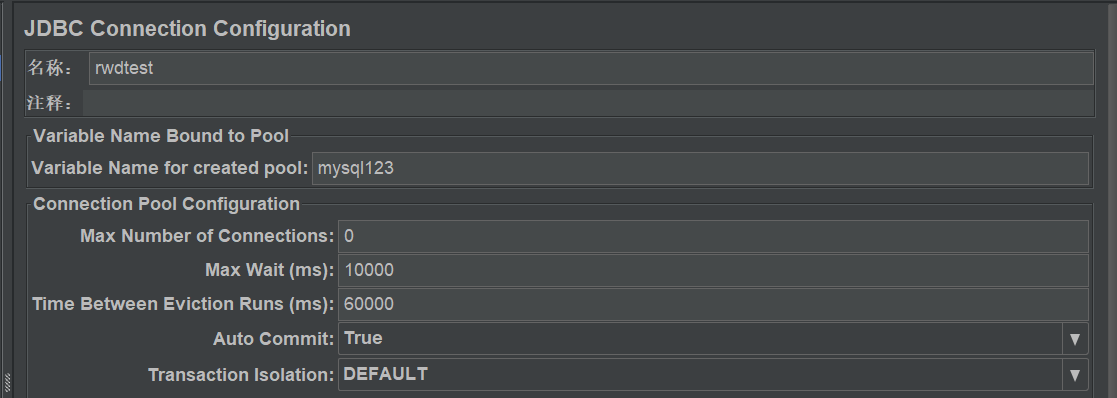 JDBC Connection Configuration
名称： rwdtest
注释：
Variable Name Bound to Pool
Variable Name for created pool: mysql123
Connection Pool Configuration
Max Number of Connections: 0
Max Wait (ms): 10000
Time Between Eviction Runs (ms): 60000
Auto Commit: True
Transaction Isolation: DEFAULT